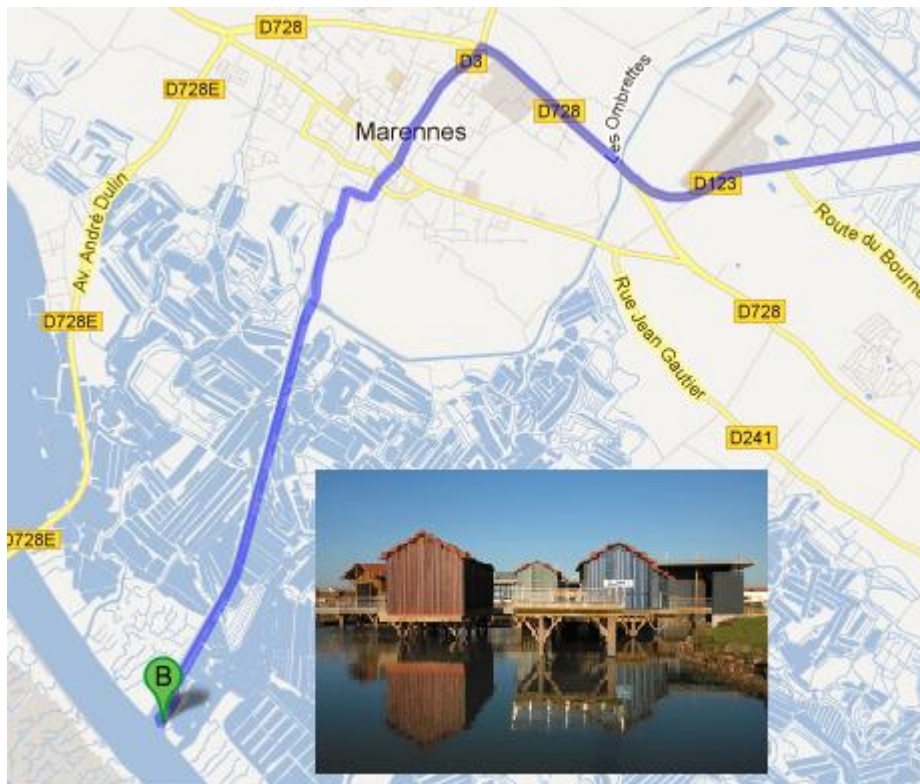 D728
D3
D728E
Les Ombrettes
D728
Marennes
D123
Av. André Dulin
Route du Bourne
D728E
D728
Rue Jean Gautier
D241
D728E
B